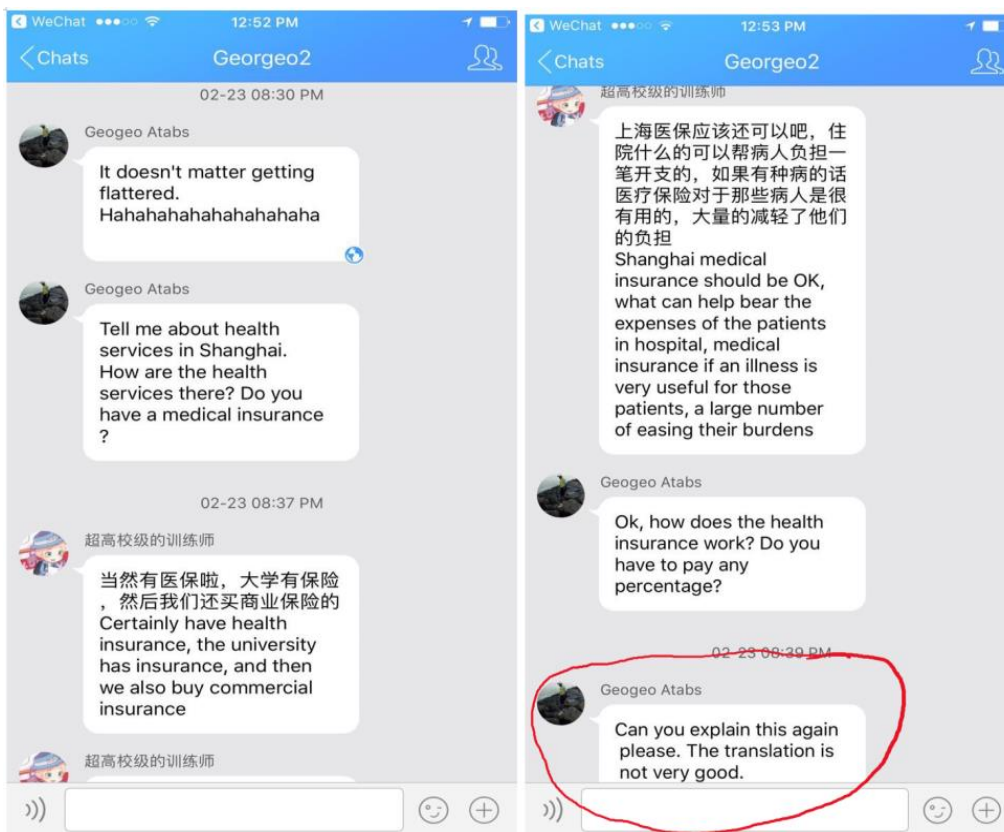 WeChat
12:52 PM
Chats
Georgeo2
02-23 08:30 PM
Geogeo Atabs
It doesn't matter getting
flattered.
Hahahahahahahahahaha
Geogeo Atabs
Tell me about health
services in Shanghai.
How are the health
services there? Do you
have a medical insurance
?
02-23 08:37 PM
超高校级的训练师
当然有医保啦，大学有保险
，然后我们还买商业保险的
Certainly have health
insurance, the university
has insurance, and then
we also buy commercial
insurance
超高校级的训练师
WeChat
12:53 PM
Chats
Georgeo2
超高校级的训练师
上海医保应该还可以吧，住
院什么的可以帮病人负担一
笔开支的，如果有种病的话
医疗保险对于那些病人是很
有用的，大量的减轻了他们
的负担
Shanghai medical
insurance should be OK,
what can help bear the
expenses of the patients
in hospital, medical
insurance if an illness is
very useful for those
patients, a large number
of easing their burdens
Geogeo Atabs
Ok, how does the health
insurance work? Do you
have to pay any
percentage?
02-23 08:39 PM
Geogeo Atabs
Can you explain this again
please. The translation is
not very good.